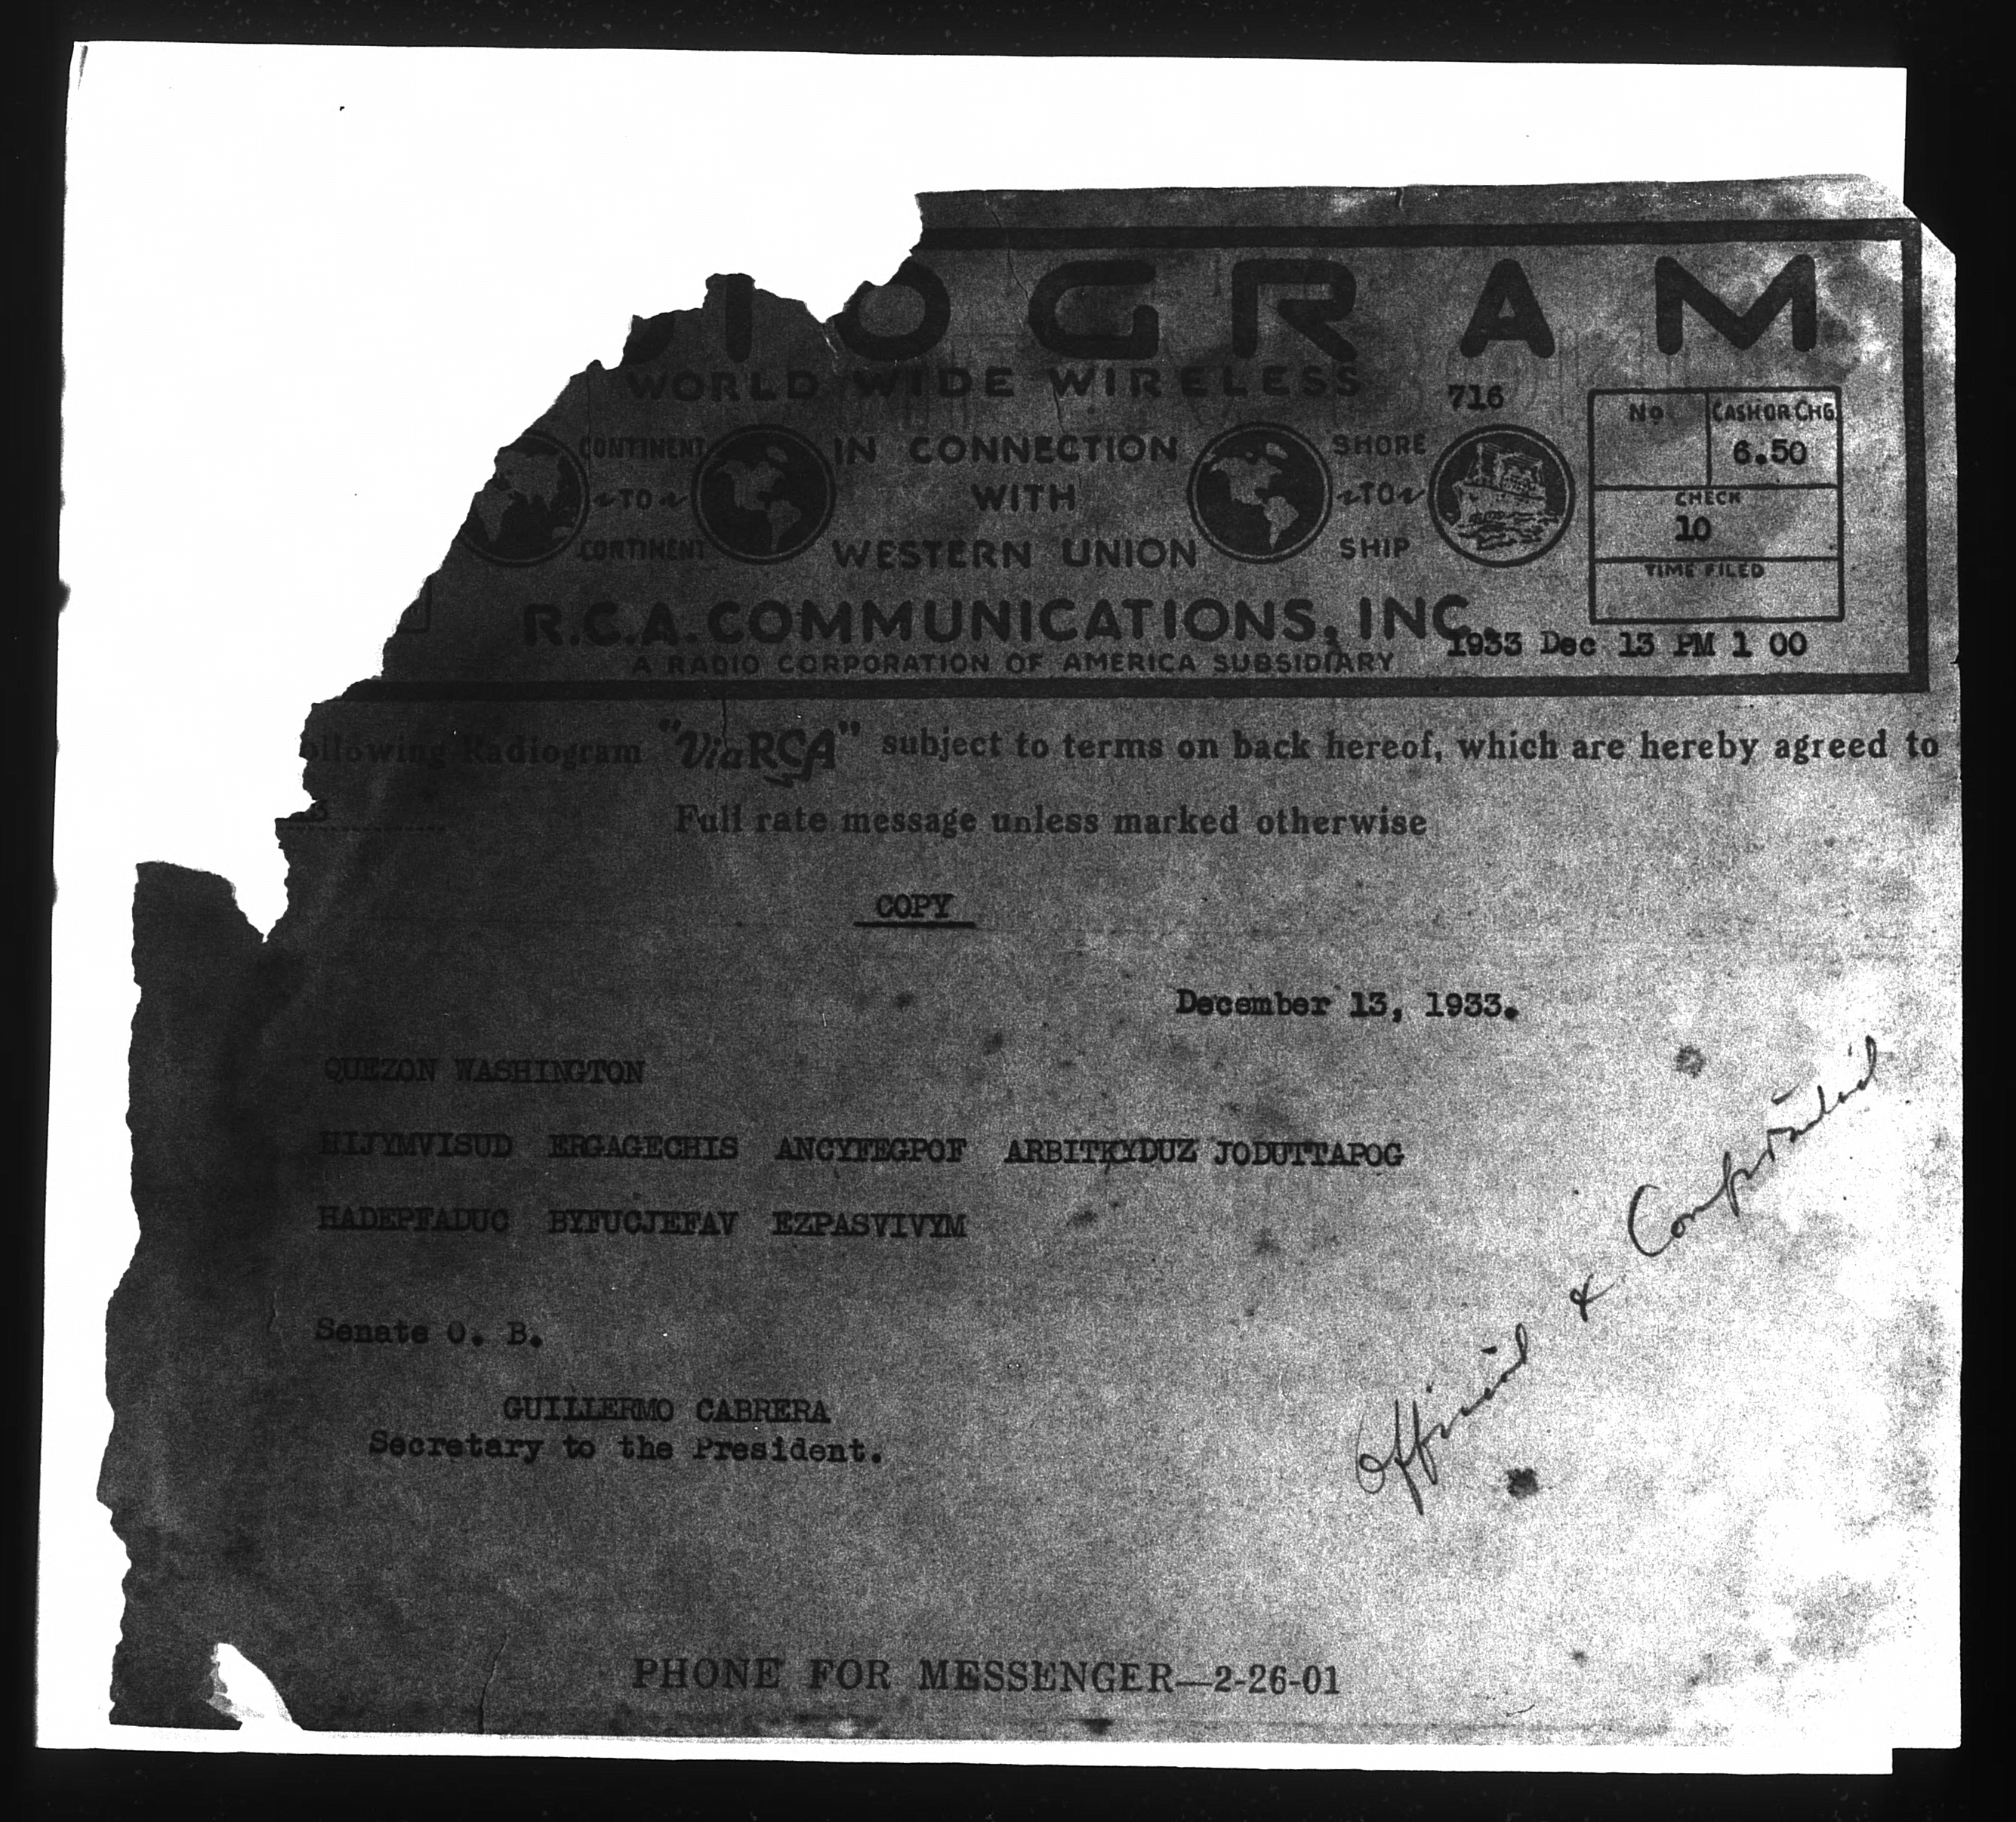 IOGRAM
WORLD WIDE WIRELESS
716
No. CASH OR CHG
6.50
CHECK
10
TIME FILED
CONTINENT
~TO~
CONTINENT
IN CONNECTION
WITH
WESTERN UNION
SHORE
~TO~
SHIP
R.C.A. COMMUNICATIONS, INC.
A RADIO CORPORATION OF AMERICA SUBSIDIARY
1933 Dec 13 PM 1 00
ollowing Radiogram "Via RCA" subject to terms on back hereof, which are hereby agreed to
Full rate message unless marked otherwise
COPY
December 13, 1933.
QUEZON WASHINGTON
HIJYMVISUD ERGAGECHIS ANCYFEGPOF ARBITKYDUZ JODUTTAPOG
HADEPFADUC BYFUCJEFAV EZPASVIVYM
Senate O. B.
GUILLERMO CABRERA
Secretary to the President.
Official &
PHONE FOR MESSENGER—2-26-01